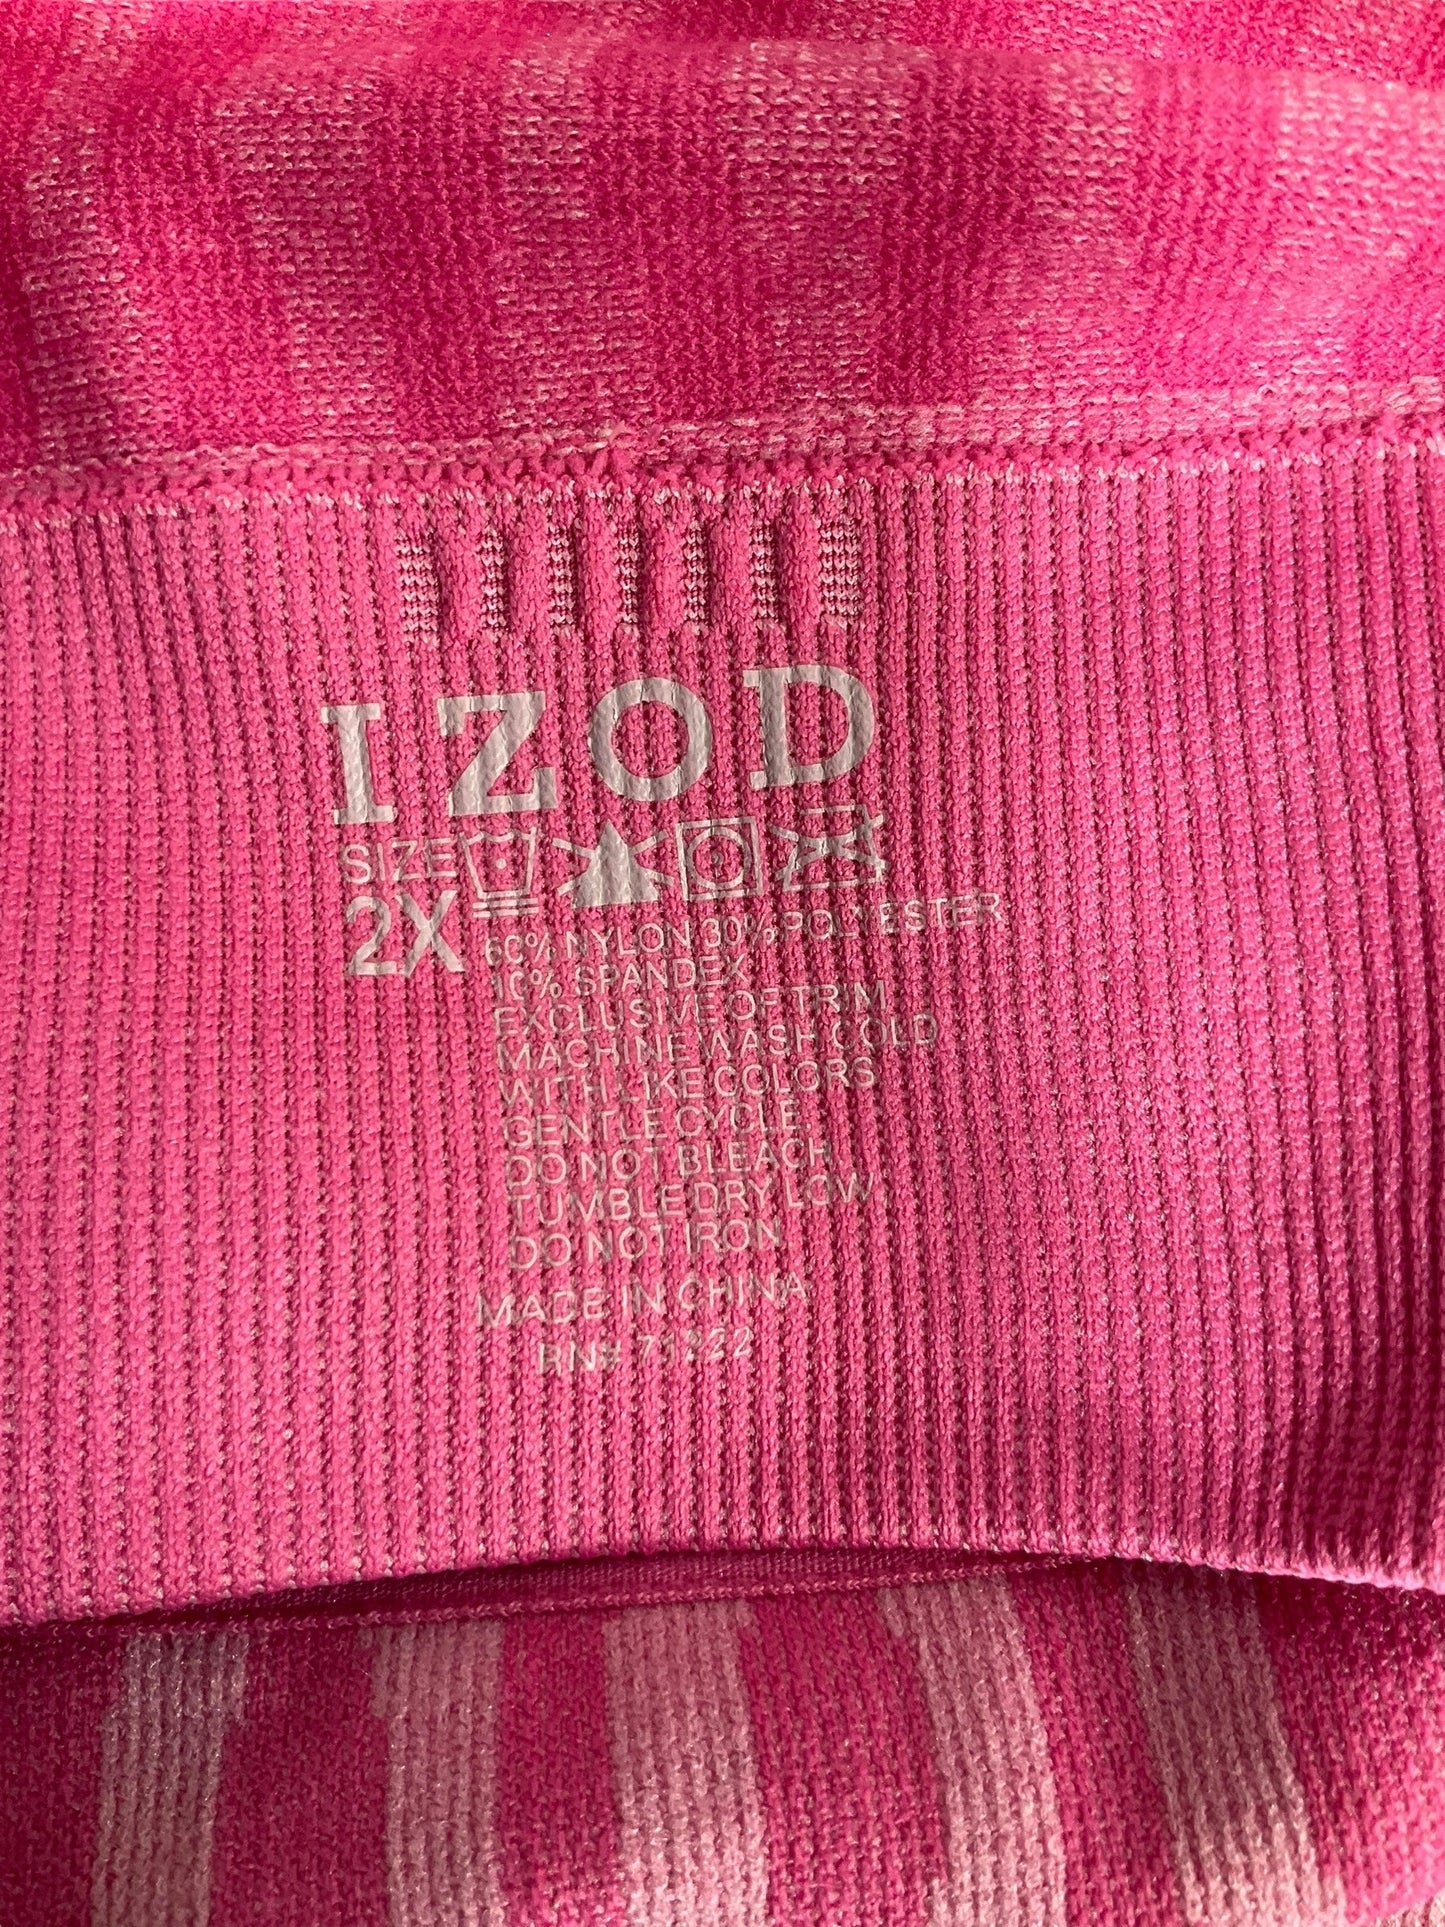 IZOD
SIZE
2X
60% NYLON 30% POLYESTER
10% SPANDEX
EXCLUSIVE OF TRIM
MACHINE WASH COLD
WITH LIKE COLORS
GENTLE CYCLE.
DO NOT BLEACH.
TUMBLE DRY LOW
DO NOT IRON
MADE IN CHINA
RN#